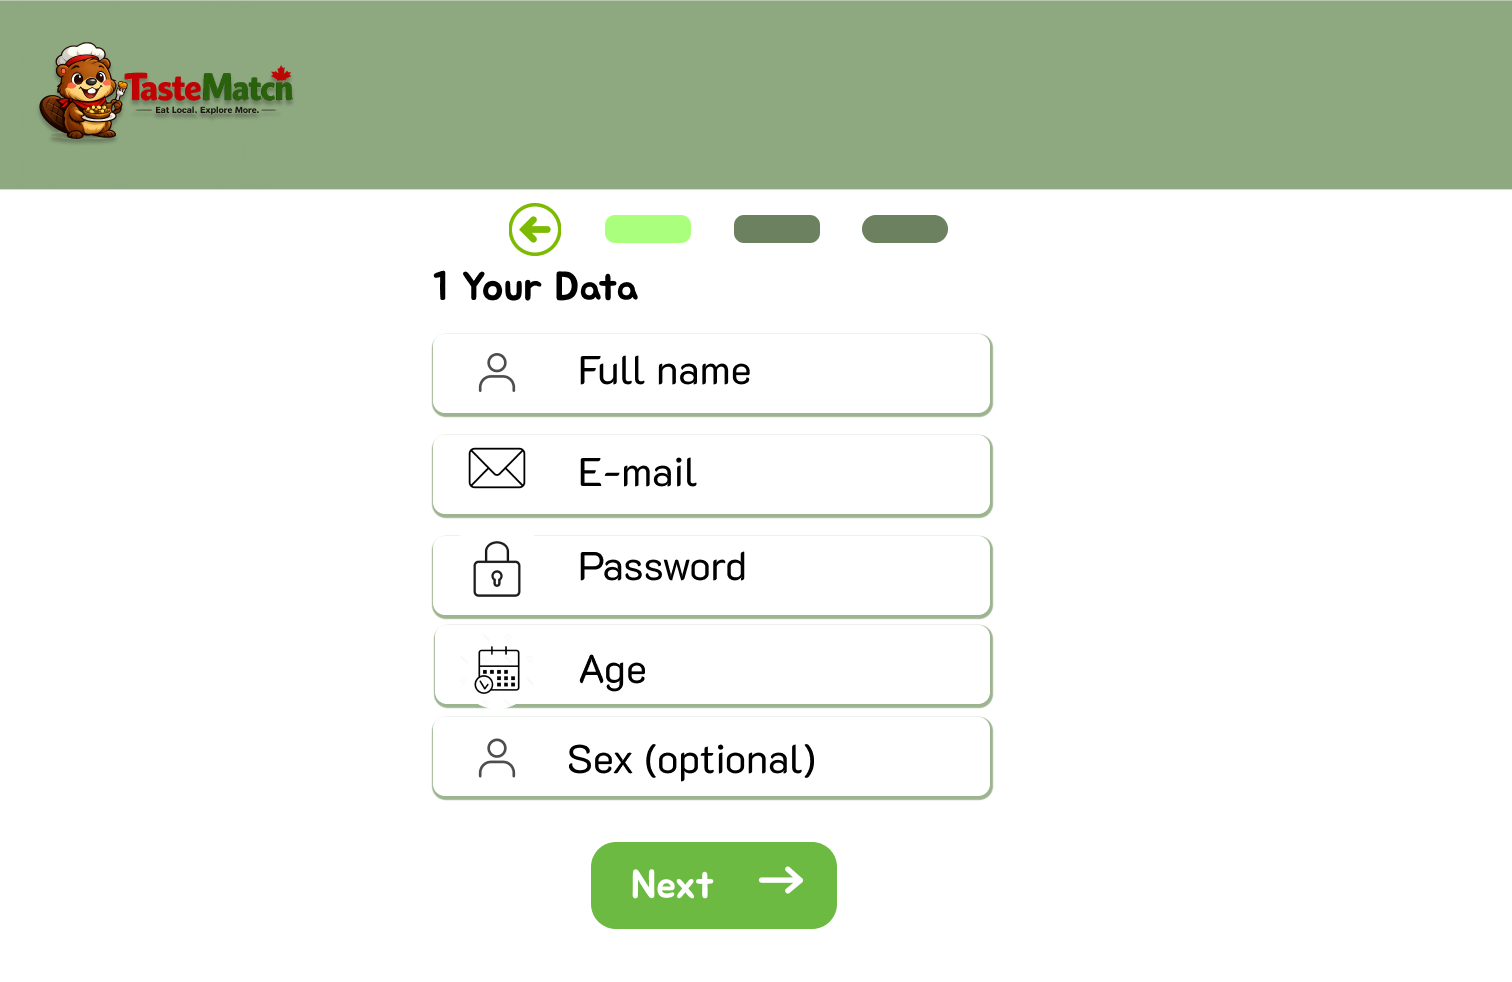 TasteMatch
Eat Local. Explore More.
1 Your Data
Full name
E-mail
Password
Age
Sex (optional)
Next